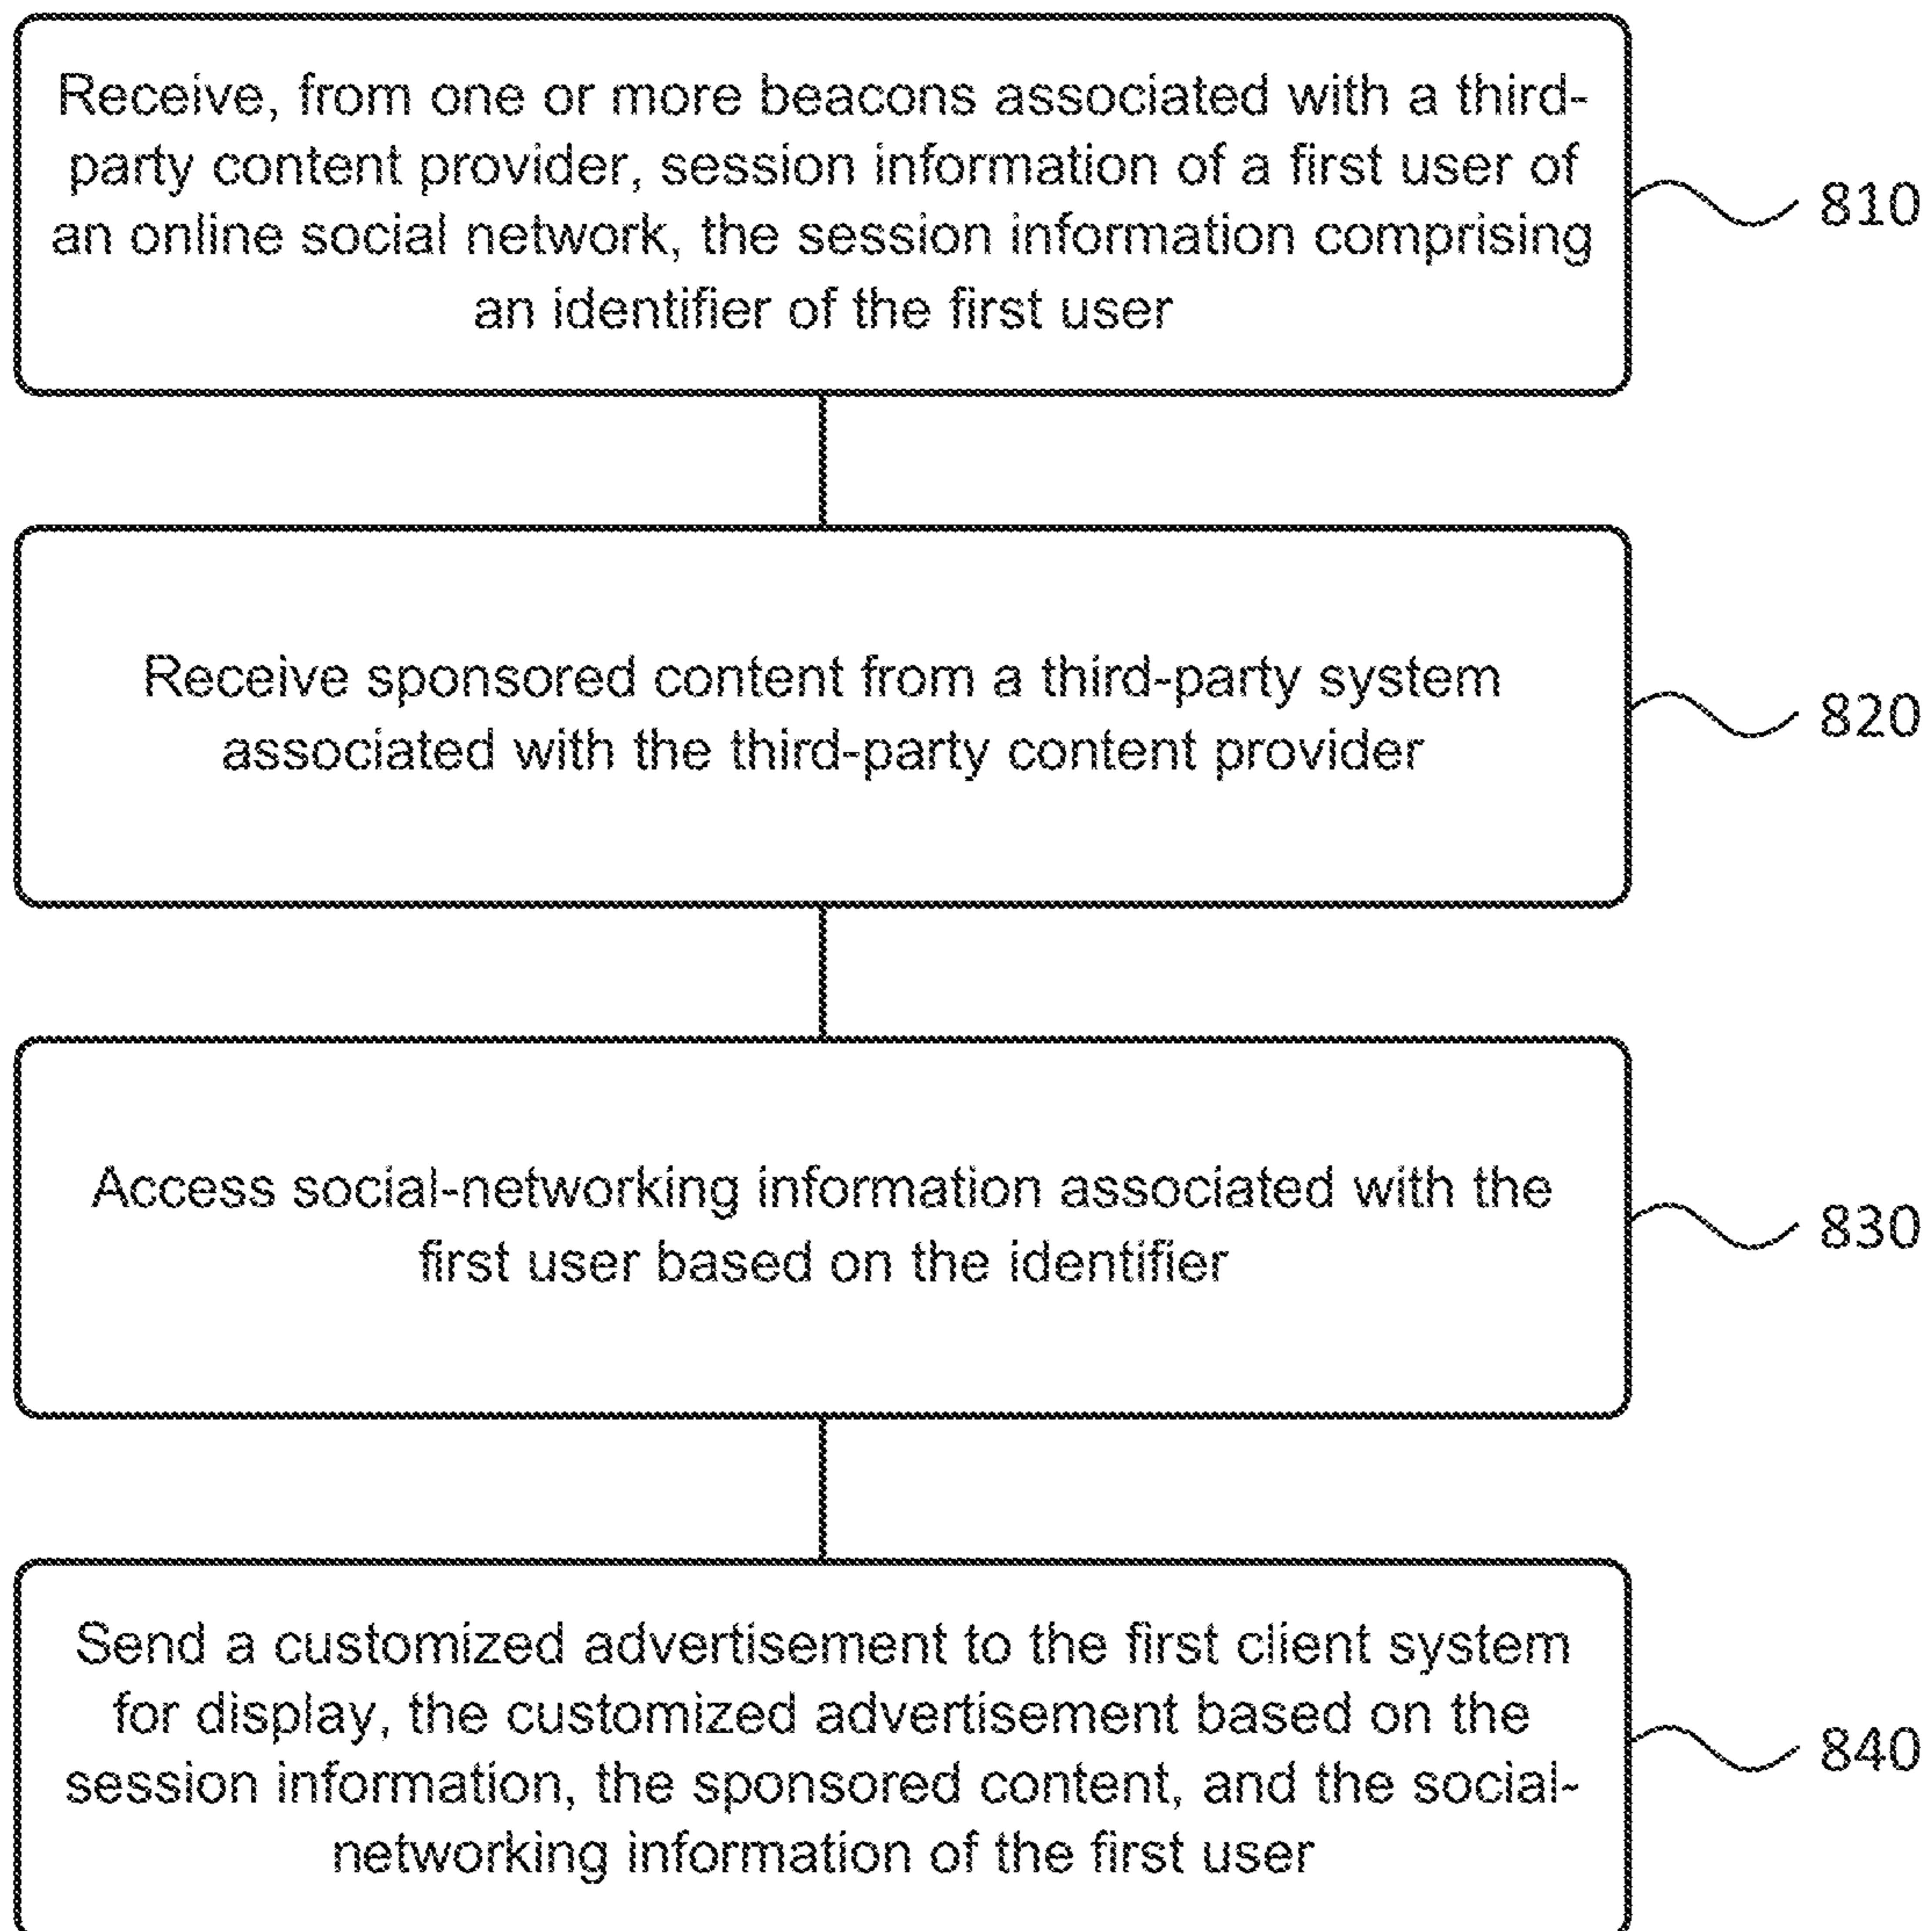 Receive, from one or more beacons associated with a third-
party content provider, session information of a first user of
an online social network, the session information comprising
an identifier of the first user
810
Receive sponsored content from a third-party system
associated with the third-party content provider
820
Access social-networking information associated with the
first user based on the identifier
830
Send a customized advertisement to the first client system
for display, the customized advertisement based on the
session information, the sponsored content, and the social-
networking information of the first user
840